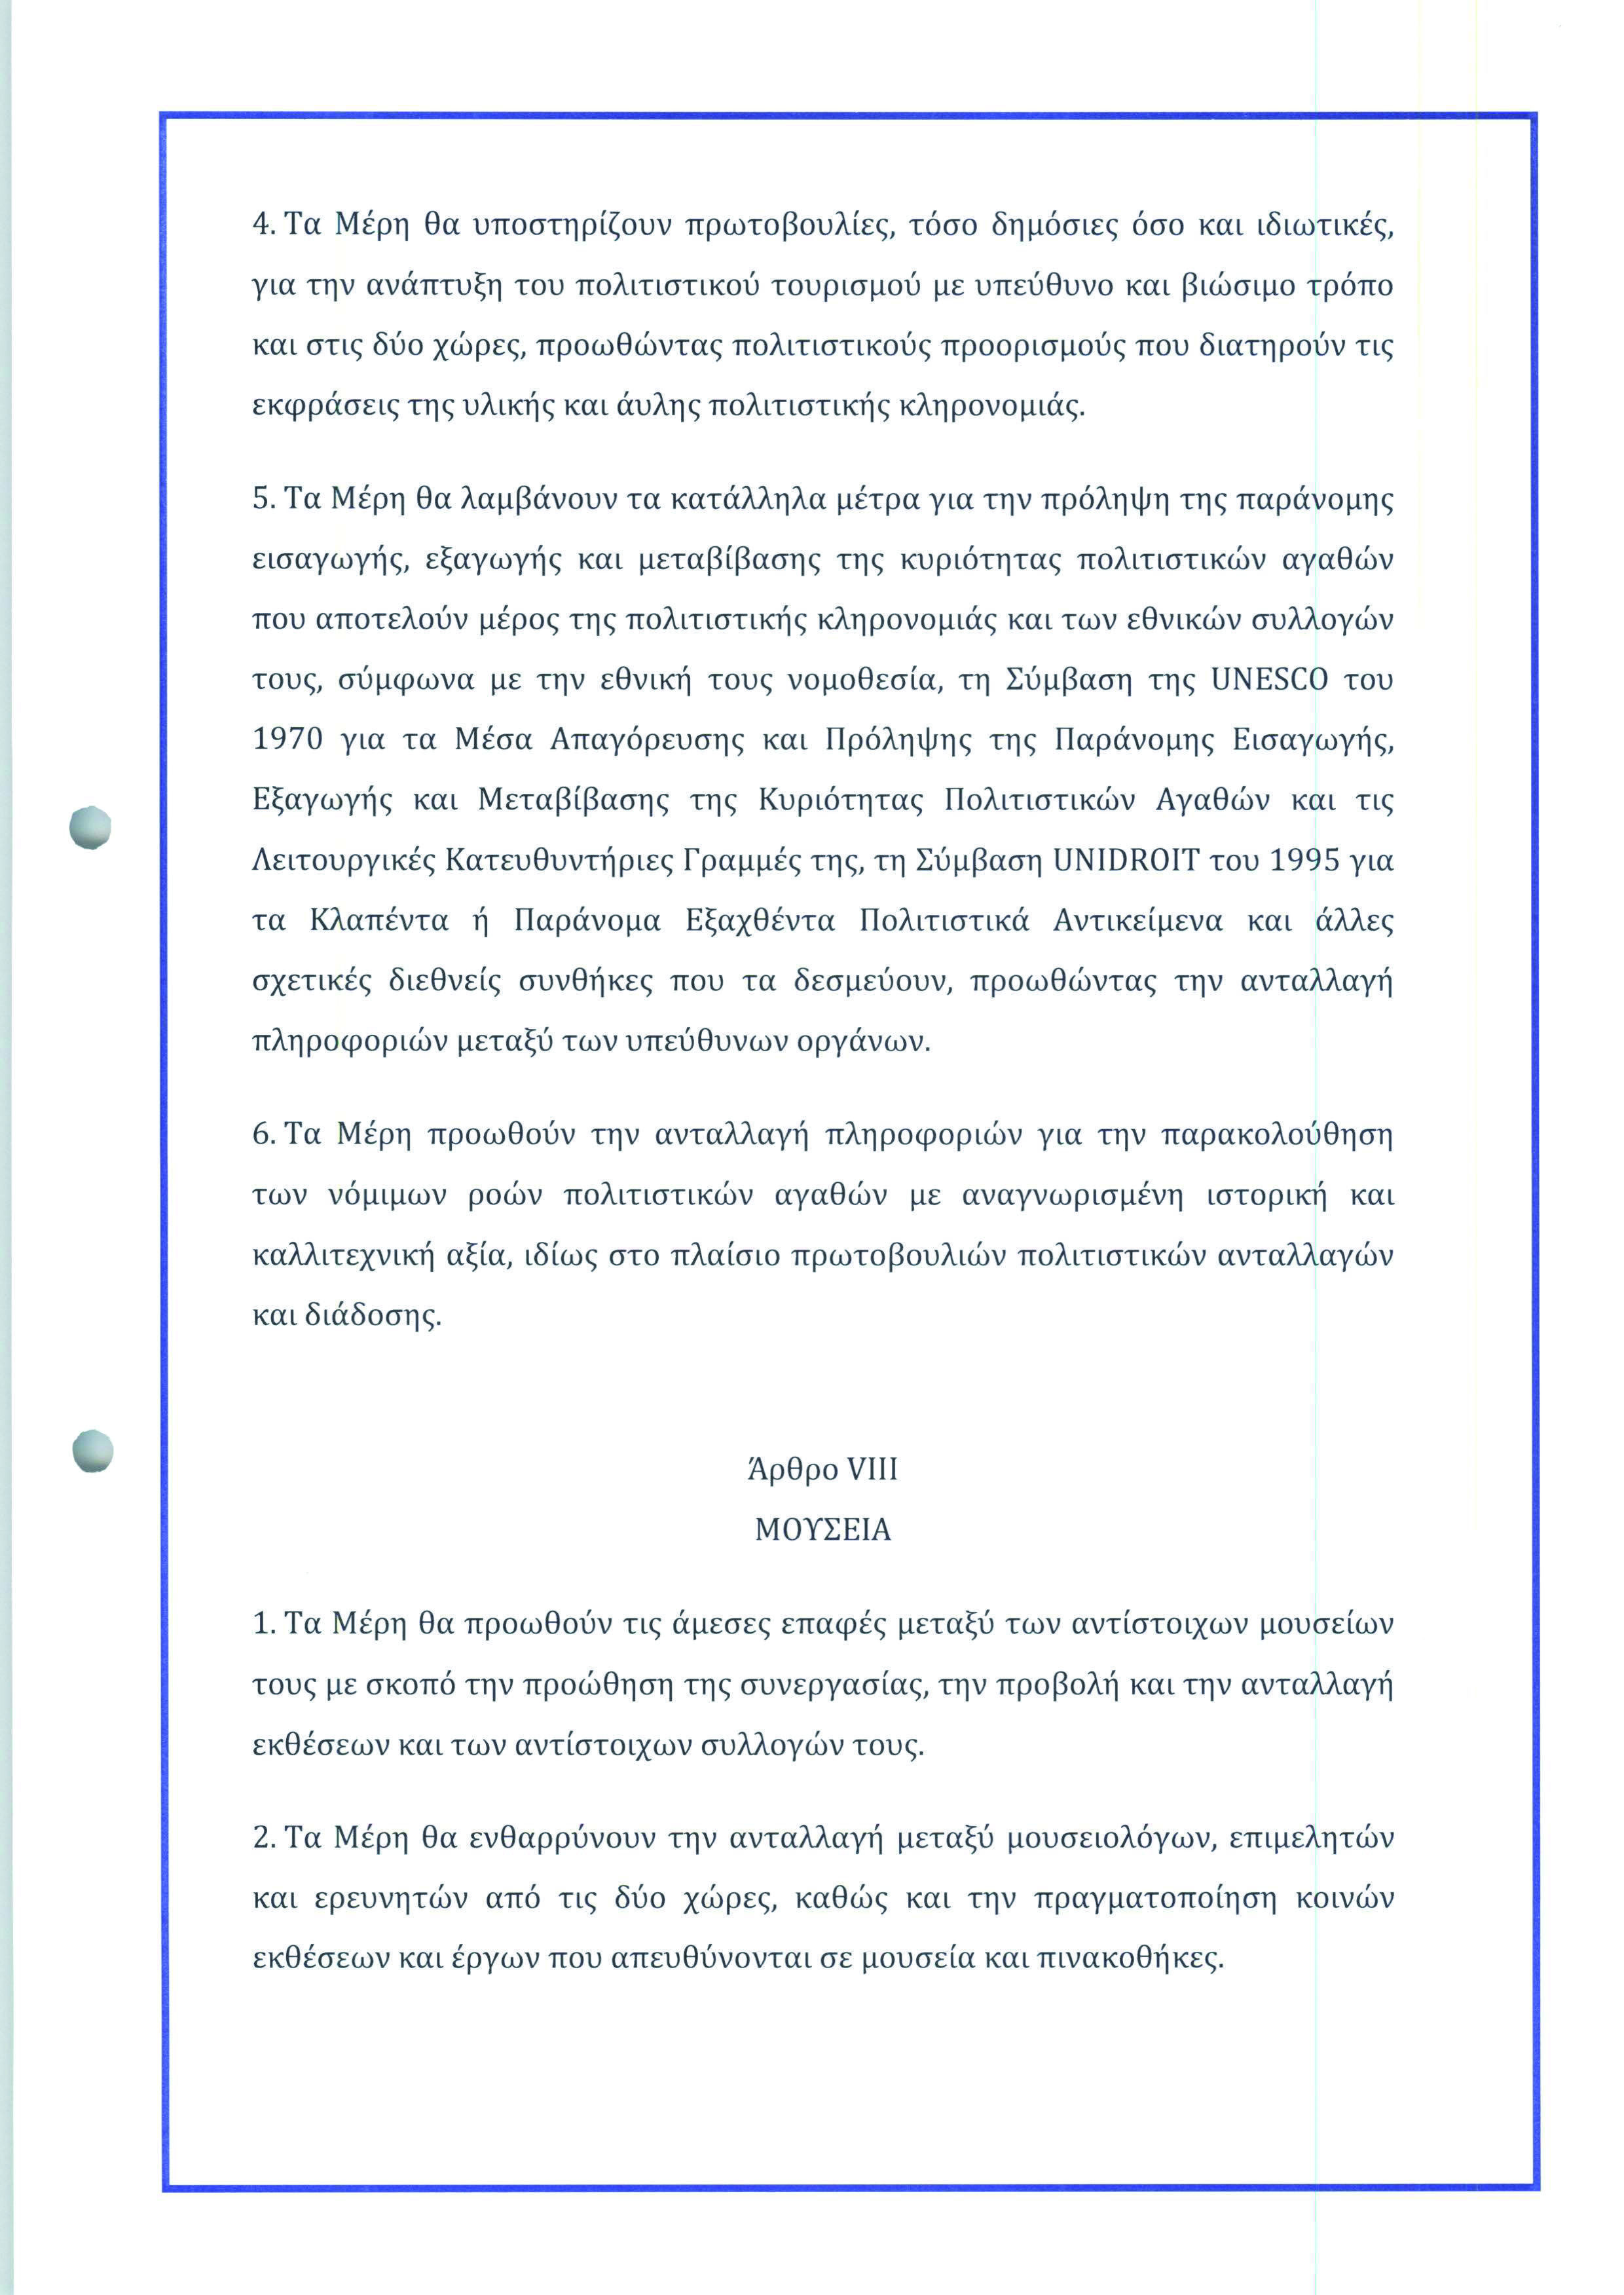 4. Τα Μέρη θα υποστηρίζουν πρωτοβουλίες, τόσο δημόσιες όσο και ιδιωτικές,
για την ανάπτυξη του πολιτιστικού τουρισμού με υπεύθυνο και βιώσιμο τρόπο
και στις δύο χώρες, προωθώντας πολιτιστικούς προορισμούς που διατηρούν τις
εκφράσεις της υλικής και άυλης πολιτιστικής κληρονομιάς.
5. Τα Μέρη θα λαμβάνουν τα κατάλληλα μέτρα για την πρόληψη της παράνομης
εισαγωγής, εξαγωγής και μεταβίβασης της κυριότητας πολιτιστικών αγαθών
που αποτελούν μέρος της πολιτιστικής κληρονομιάς και των εθνικών συλλογών
τους, σύμφωνα με την εθνική τους νομοθεσία, τη Σύμβαση της UNESCO του
1970 για τα Μέσα Απαγόρευσης και Πρόληψης της Παράνομης Εισαγωγής,
Εξαγωγής και Μεταβίβασης της Κυριότητας Πολιτιστικών Αγαθών και τις
Λειτουργικές Κατευθυντήριες Γραμμές της, τη Σύμβαση UNIDROIT του 1995 για
τα Κλαπέντα ή Παράνομα Εξαχθέντα Πολιτιστικά Αντικείμενα και άλλες
σχετικές διεθνείς συνθήκες που τα δεσμεύουν, προωθώντας την ανταλλαγή
πληροφοριών μεταξύ των υπεύθυνων οργάνων.
6. Τα Μέρη προωθούν την ανταλλαγή πληροφοριών για την παρακολούθηση
των νόμιμων ροών πολιτιστικών αγαθών με αναγνωρισμένη ιστορική και
καλλιτεχνική αξία, ιδίως στο πλαίσιο πρωτοβουλιών πολιτιστικών ανταλλαγών
και διάδοσης.
Άρθρο VIII
ΜΟΥΣΕΙΑ
1. Τα Μέρη θα προωθούν τις άμεσες επαφές μεταξύ των αντίστοιχων μουσείων
τους με σκοπό την προώθηση της συνεργασίας, την προβολή και την ανταλλαγή
εκθέσεων και των αντίστοιχων συλλογών τους.
2. Τα Μέρη θα ενθαρρύνουν την ανταλλαγή μεταξύ μουσειολόγων, επιμελητών
και ερευνητών από τις δύο χώρες, καθώς και την πραγματοποίηση κοινών
εκθέσεων και έργων που απευθύνονται σε μουσεία και πινακοθήκες.